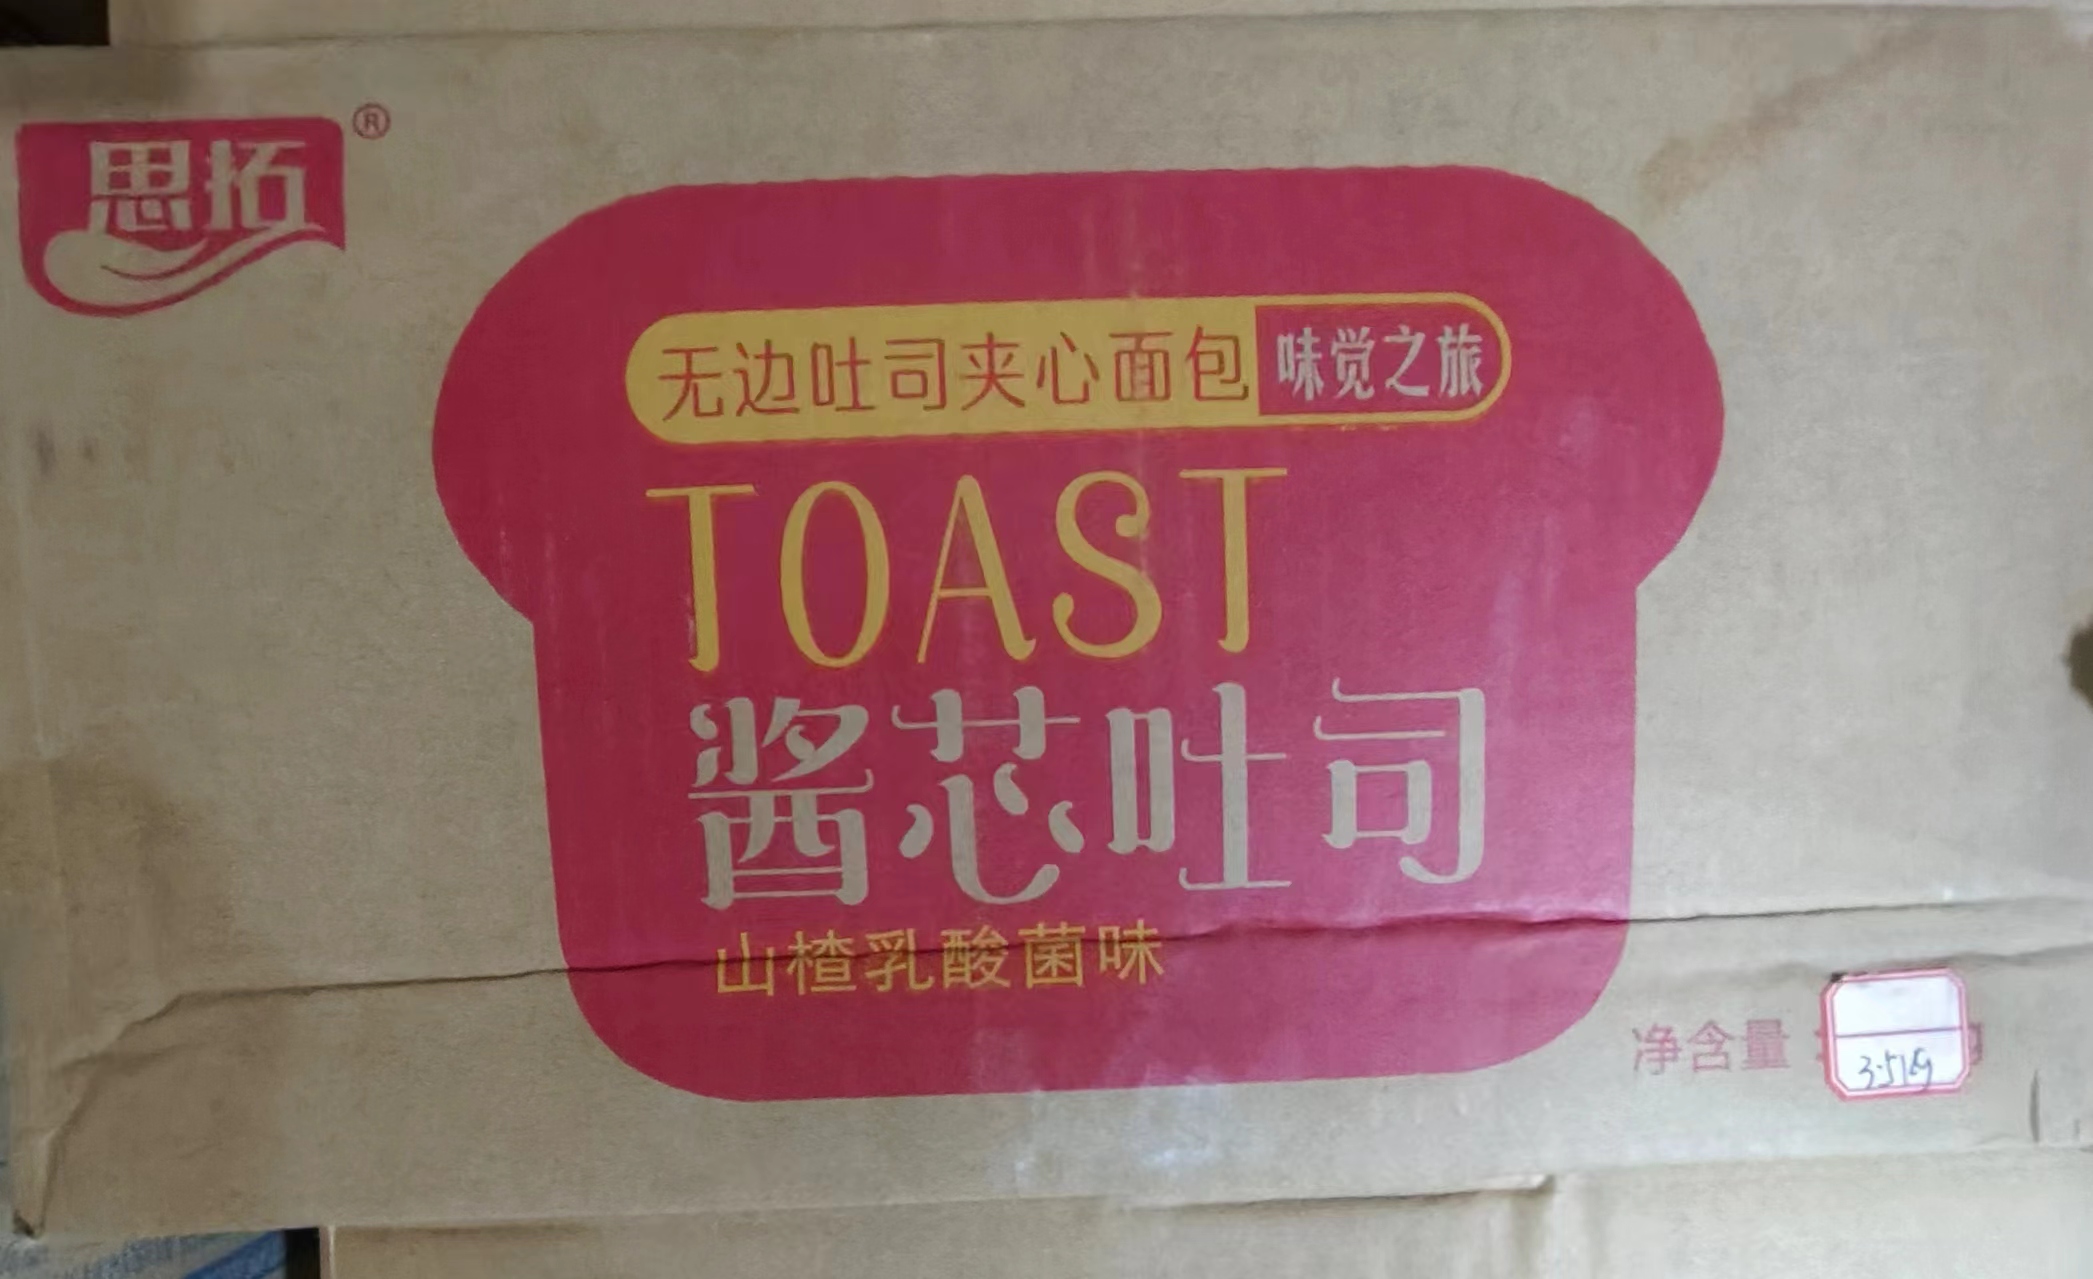 思拓®
无边吐司夹心面包 味觉之旅
TOAST
酱芯吐司
山楂乳酸菌味
净含量
3.5kg